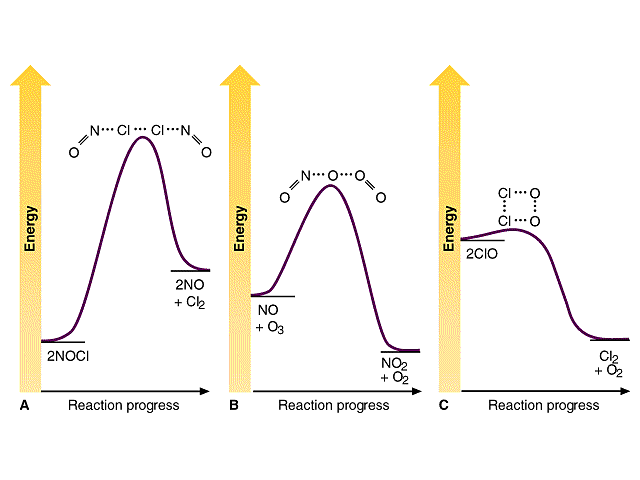 Energy
O=N···Cl···Cl···N=O
2NOCl
2NO
+ Cl₂
A Reaction progress
Energy
O=N···O···O=O
NO
+ O₃
NO₂
+ O₂
B Reaction progress
Energy
Cl···O
Cl···O
2ClO
Cl₂
+ O₂
C Reaction progress